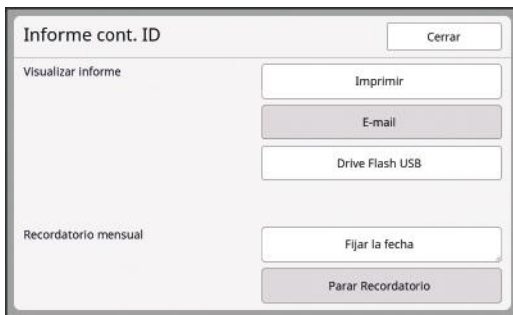 Informe cont. ID
Cerrar
Visualizar informe
Imprimir
E-mail
Drive Flash USB
Recordatorio mensual
Fijar la fecha
Parar Recordatorio